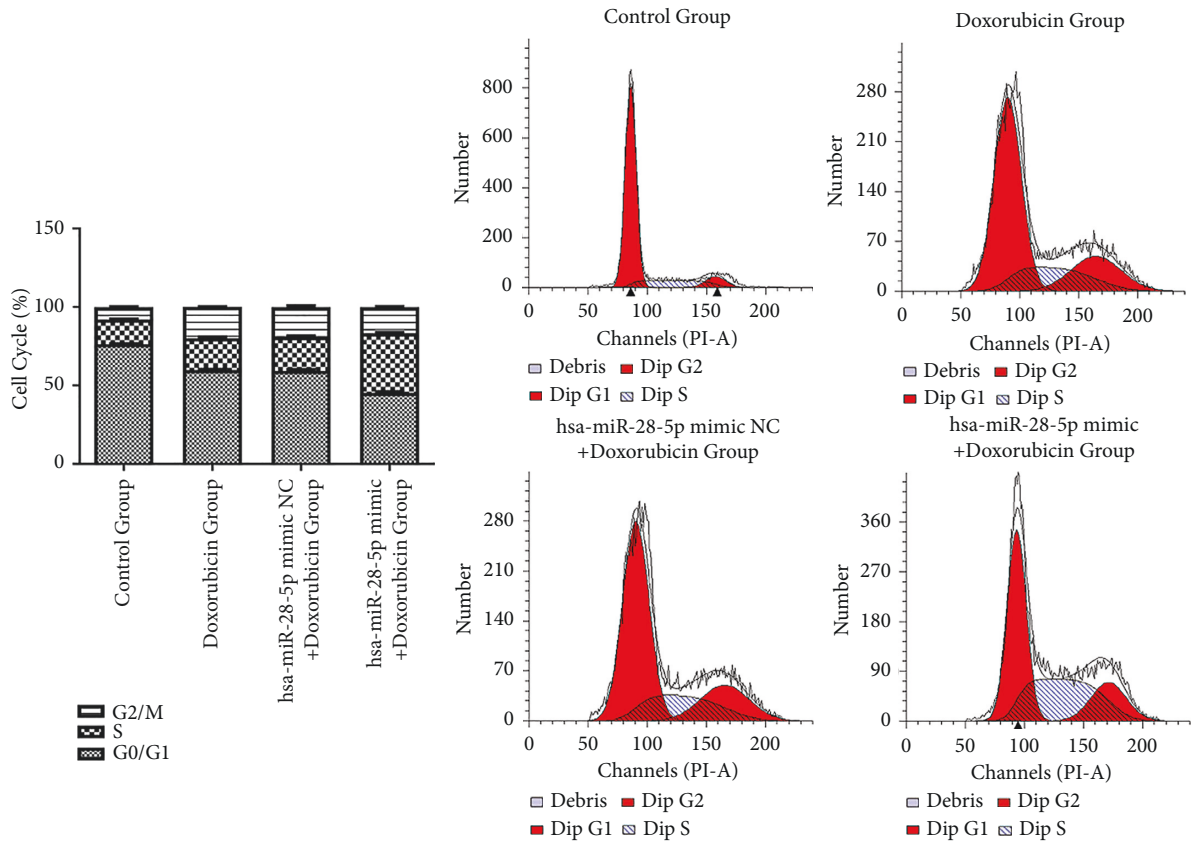 Cell Cycle (%)
150
100
50
0
Control Group
Doxorubicin Group
hsa-miR-28-5p mimic NC
+Doxorubicin Group
hsa-miR-28-5p mimic
+Doxorubicin Group
G2/M
S
G0/G1
Control Group
Number
800
600
400
200
0
0 50 100 150 200
Channels (PI-A)
Debris Dip G2
Dip G1 Dip S
Doxorubicin Group
Number
280
210
140
70
0
0 50 100 150 200
Channels (PI-A)
Debris Dip G2
Dip G1 Dip S
hsa-miR-28-5p mimic NC
+Doxorubicin Group
Number
280
210
140
70
0
0 50 100 150 200
Channels (PI-A)
Debris Dip G2
Dip G1 Dip S
hsa-miR-28-5p mimic
+Doxorubicin Group
Number
360
270
180
90
0
0 50 100 150 200
Channels (PI-A)
Debris Dip G2
Dip G1 Dip S